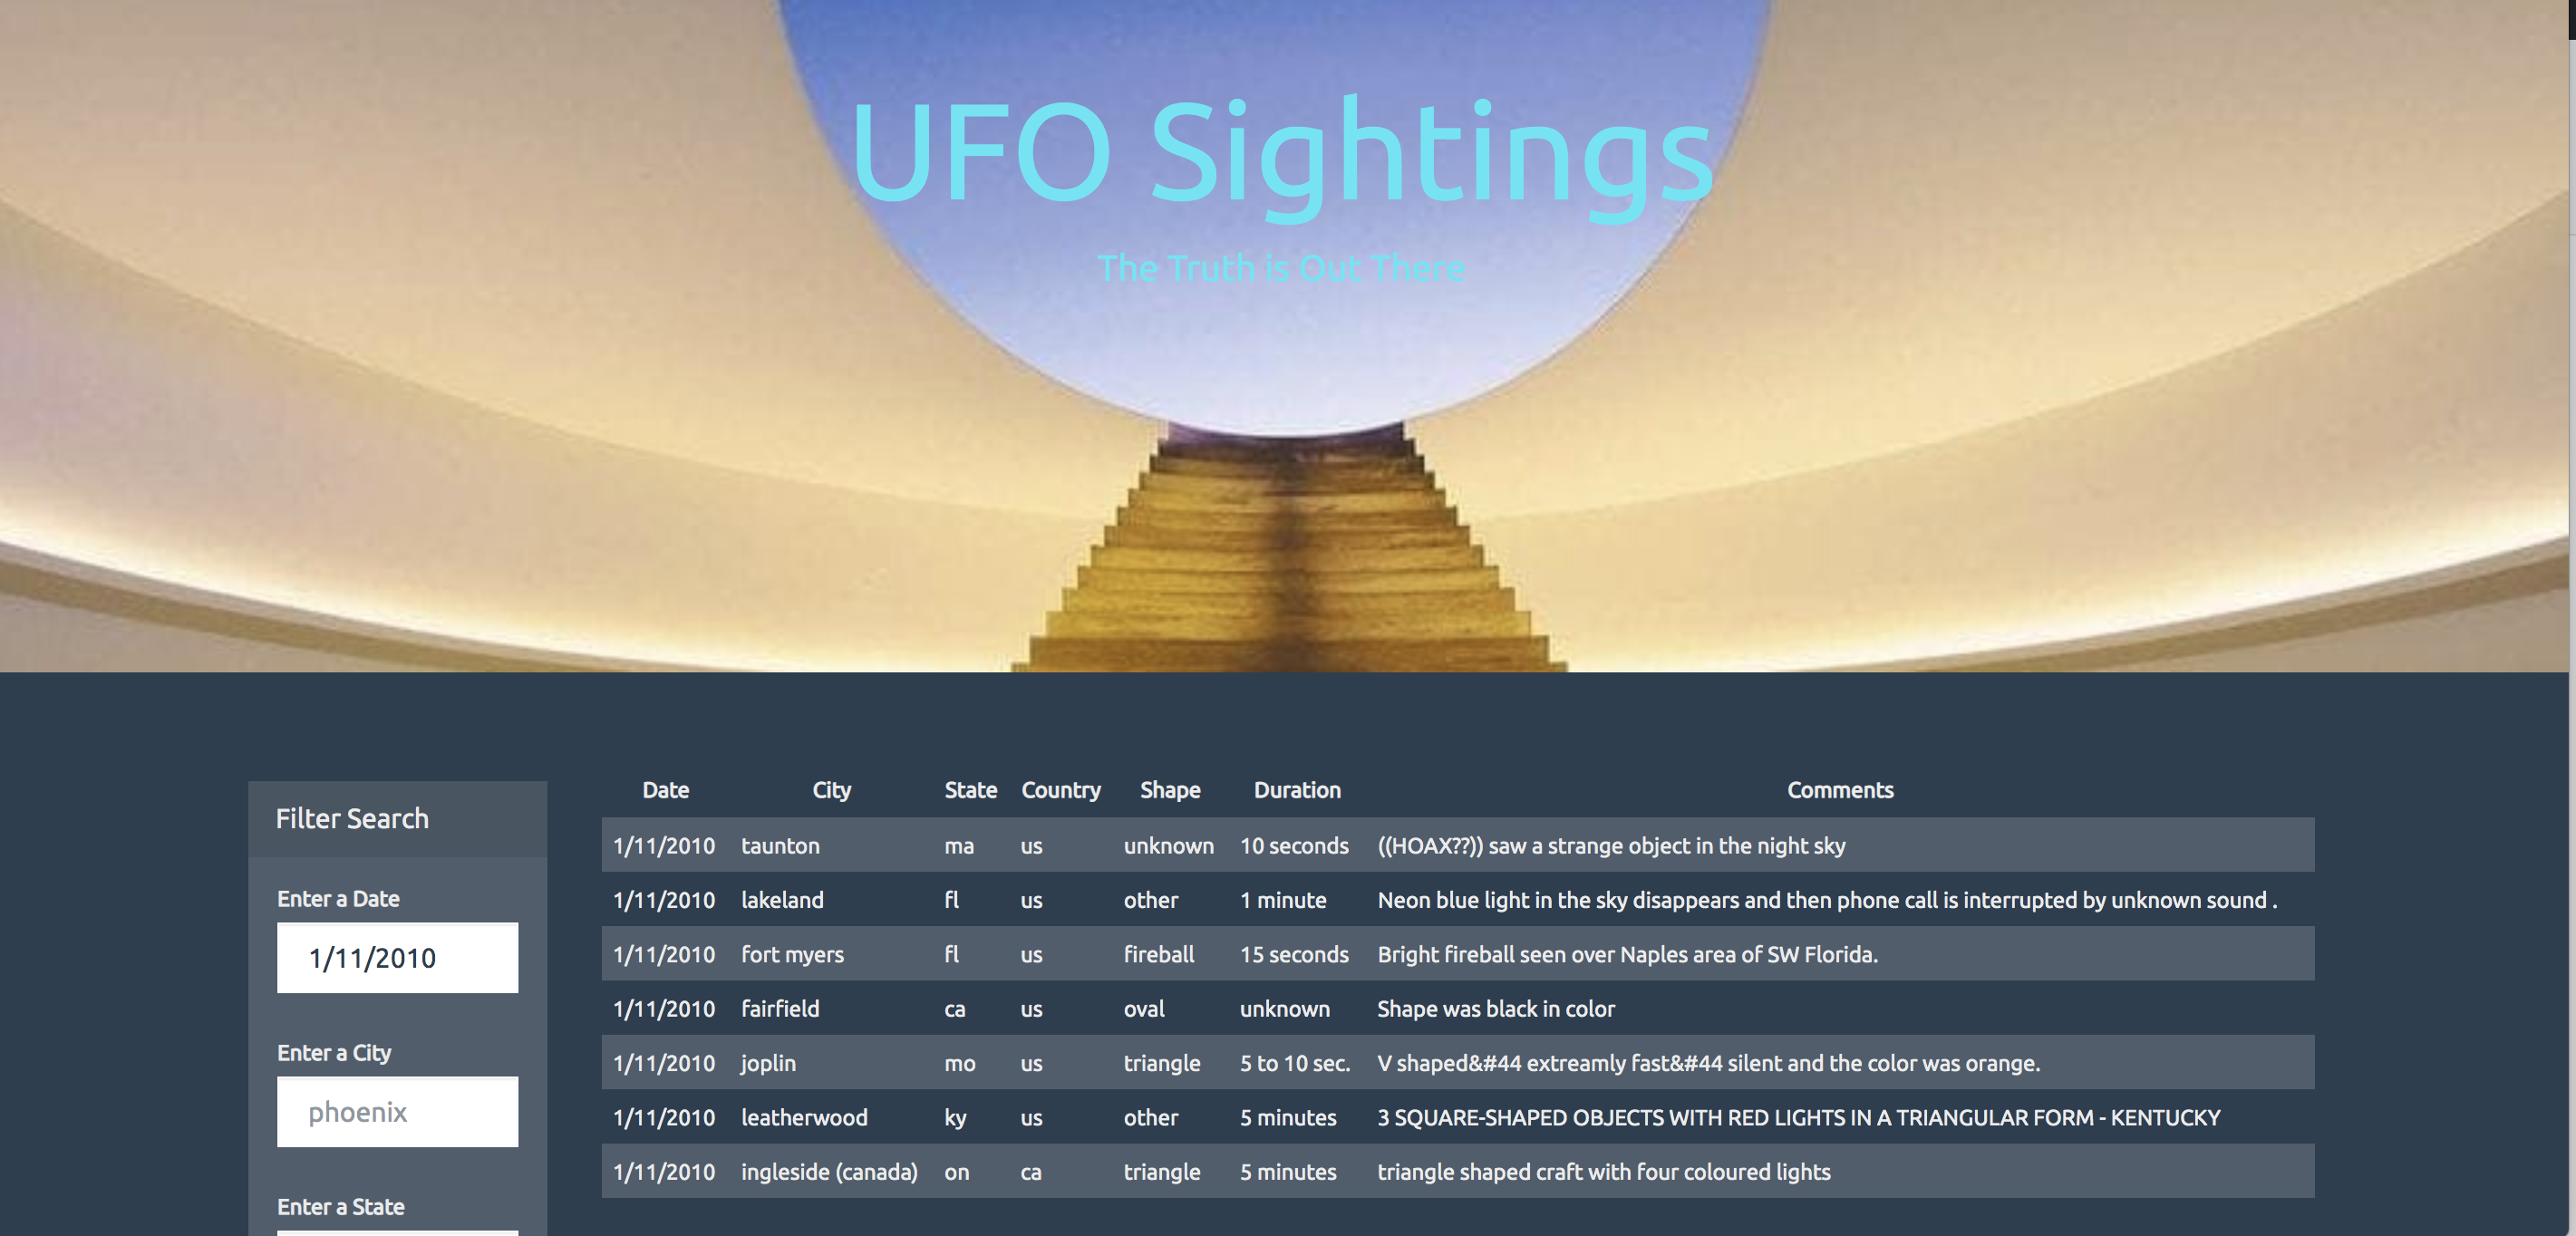 UFO Sightings
The Truth is Out There
Filter Search
Enter a Date
1/11/2010
Enter a City
phoenix
Enter a State
Date City State Country Shape Duration Comments
1/11/2010 taunton ma us unknown 10 seconds ((HOAX??)) saw a strange object in the night sky
1/11/2010 lakeland fl us other 1 minute Neon blue light in the sky disappears and then phone call is interrupted by unknown sound .
1/11/2010 fort myers fl us fireball 15 seconds Bright fireball seen over Naples area of SW Florida.
1/11/2010 fairfield ca us oval unknown Shape was black in color
1/11/2010 joplin mo us triangle 5 to 10 sec. V shaped&#44 extreamly fast&#44 silent and the color was orange.
1/11/2010 leatherwood ky us other 5 minutes 3 SQUARE-SHAPED OBJECTS WITH RED LIGHTS IN A TRIANGULAR FORM - KENTUCKY
1/11/2010 ingleside (canada) on ca triangle 5 minutes triangle shaped craft with four coloured lights